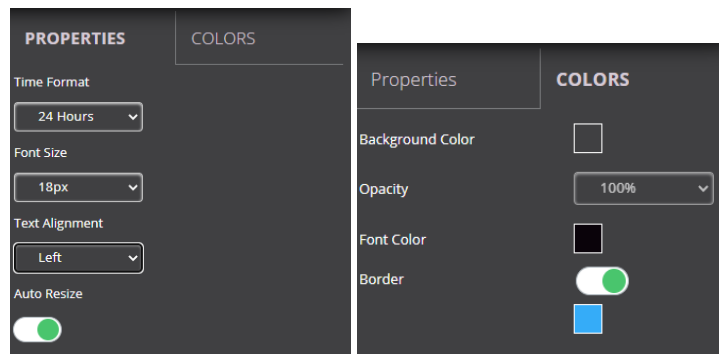 PROPERTIES COLORS
Time Format
24 Hours
Font Size
18px
Text Alignment
Left
Auto Resize
Properties COLORS
Background Color
Opacity 100%
Font Color
Border